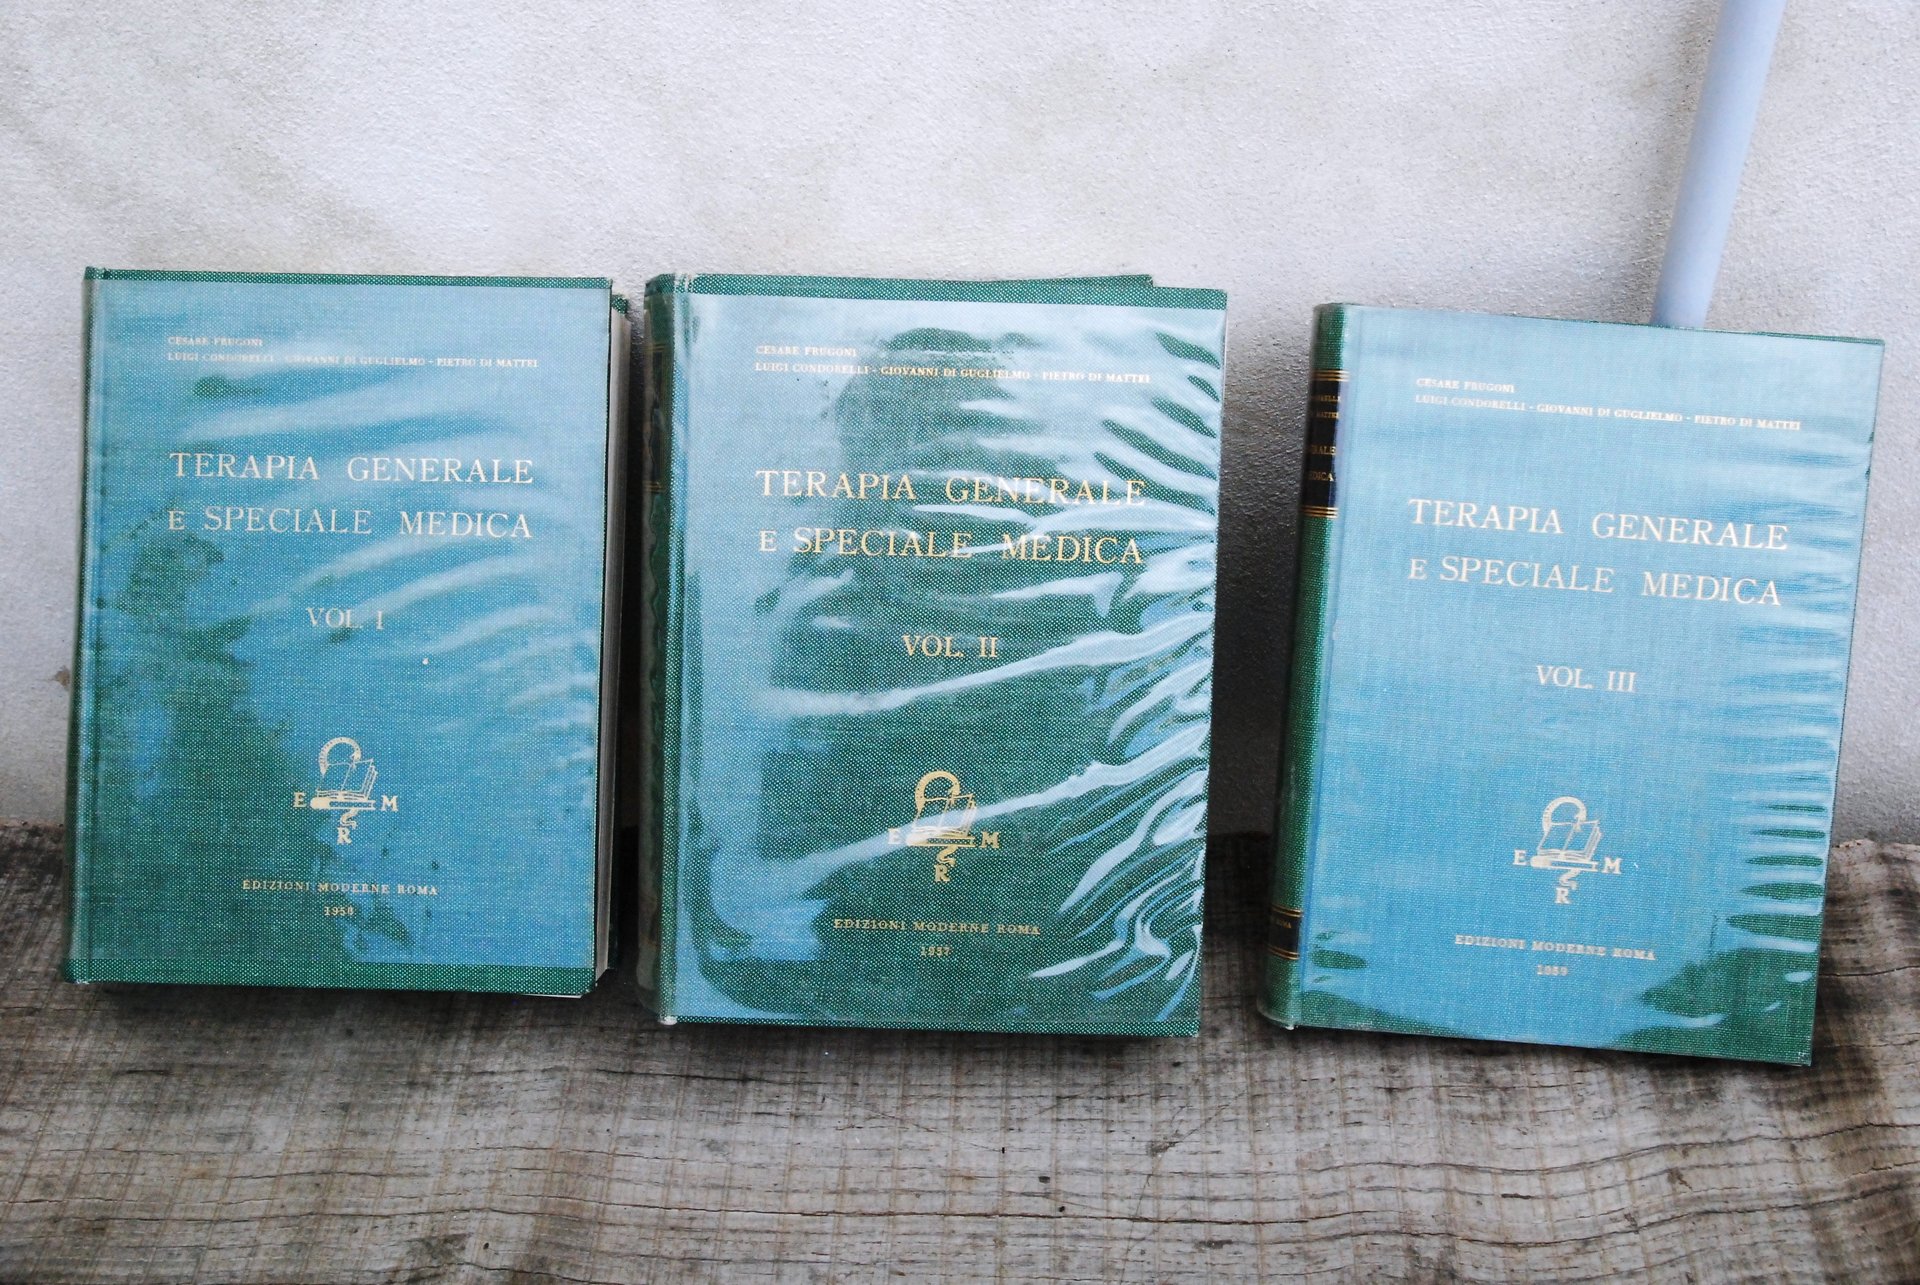 CESARE FRUGONI
LUIGI CONDORELLI - GIOVANNI DI GUGLIELMO - PIETRO DI MATTEI
TERAPIA GENERALE
E SPECIALE MEDICA
VOL. I
E M
R
EDIZIONI MODERNE ROMA
CESARE FRUGONI
LUIGI CONDORELLI - GIOVANNI DI GUGLIELMO - PIETRO DI MATTEI
TERAPIA GENERALE
E SPECIALE MEDICA
VOL. II
E M
R
EDIZIONI MODERNE ROMA
1957
CESARE FRUGONI
LUIGI CONDORELLI - GIOVANNI DI GUGLIELMO - PIETRO DI MATTEI
TERAPIA GENERALE
E SPECIALE MEDICA
VOL. III
E M
R
EDIZIONI MODERNE ROMA
1959